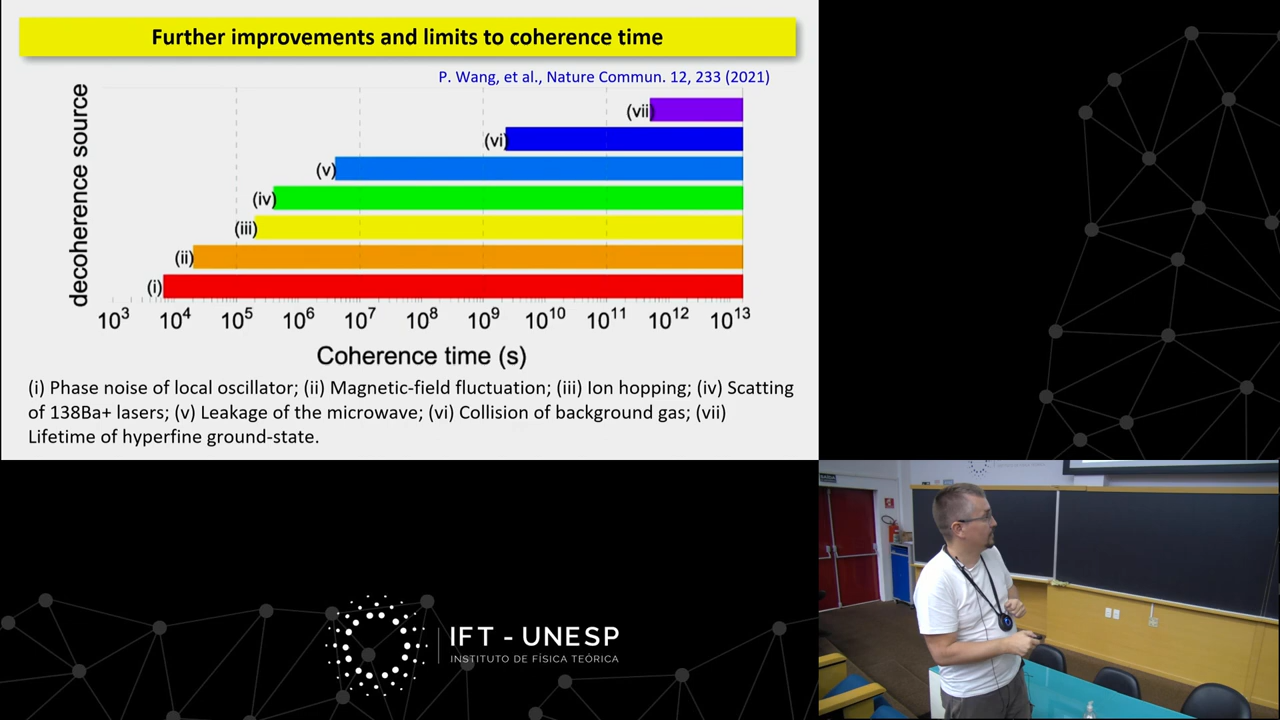 Further improvements and limits to coherence time
P. Wang, et al., Nature Commun. 12, 233 (2021)
decoherence source
(vii)
(vi)
(v)
(iv)
(iii)
(ii)
(i)
10³ 10⁴ 10⁵ 10⁶ 10⁷ 10⁸ 10⁹ 10¹⁰ 10¹¹ 10¹² 10¹³
Coherence time (s)
(i) Phase noise of local oscillator; (ii) Magnetic-field fluctuation; (iii) Ion hopping; (iv) Scatting
of 138Ba+ lasers; (v) Leakage of the microwave; (vi) Collision of background gas; (vii)
Lifetime of hyperfine ground-state.
IFT - UNESP
INSTITUTO DE FÍSICA TEÓRICA